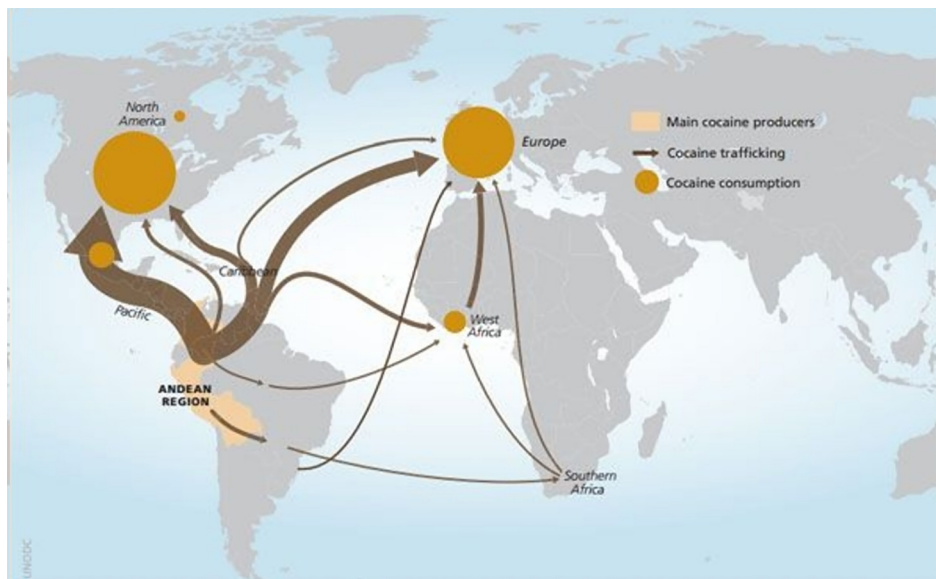 North
America
Europe
Main cocaine producers
Cocaine trafficking
Cocaine consumption
Caribbean
Pacific
West
Africa
ANDEAN
REGION
Southern
Africa
UNODC